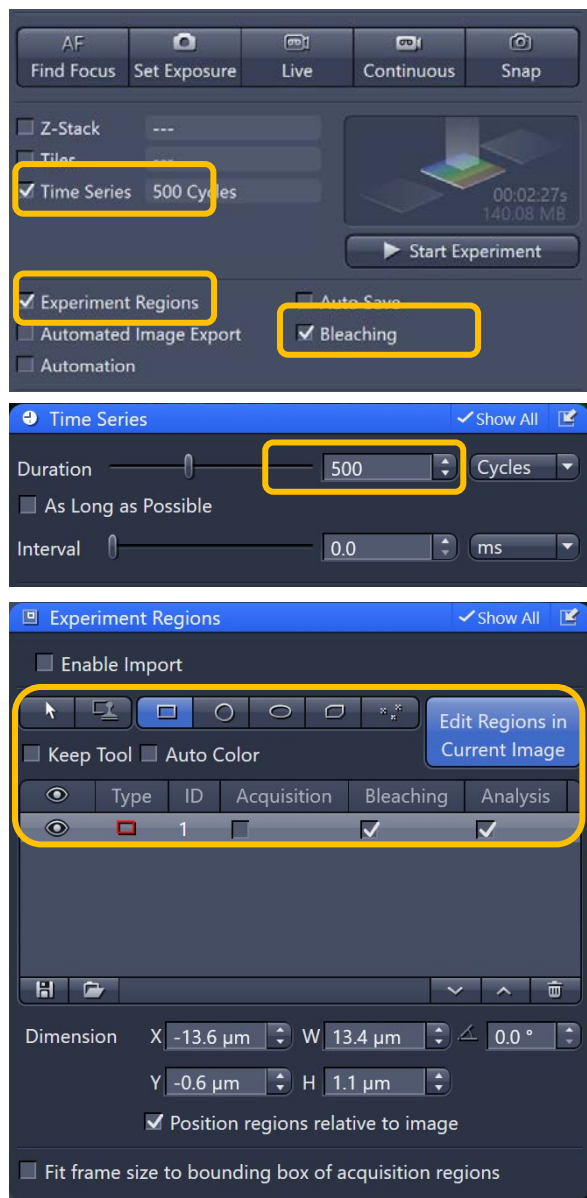 AF
Find Focus Set Exposure Live Continuous Snap
Z-Stack ---
Tiles ---
Time Series 500 Cycles
00:02:27s
140.08 MB
Start Experiment
Experiment Regions Auto Save
Automated Image Export Bleaching
Automation
Time Series Show All
Duration 500 Cycles
As Long as Possible
Interval 0.0 ms
Experiment Regions Show All
Enable Import
Edit Regions in
Current Image
Keep Tool Auto Color
Type ID Acquisition Bleaching Analysis
1
Dimension X -13.6 µm W 13.4 µm 0.0 °
Y -0.6 µm H 1.1 µm
Position regions relative to image
Fit frame size to bounding box of acquisition regions